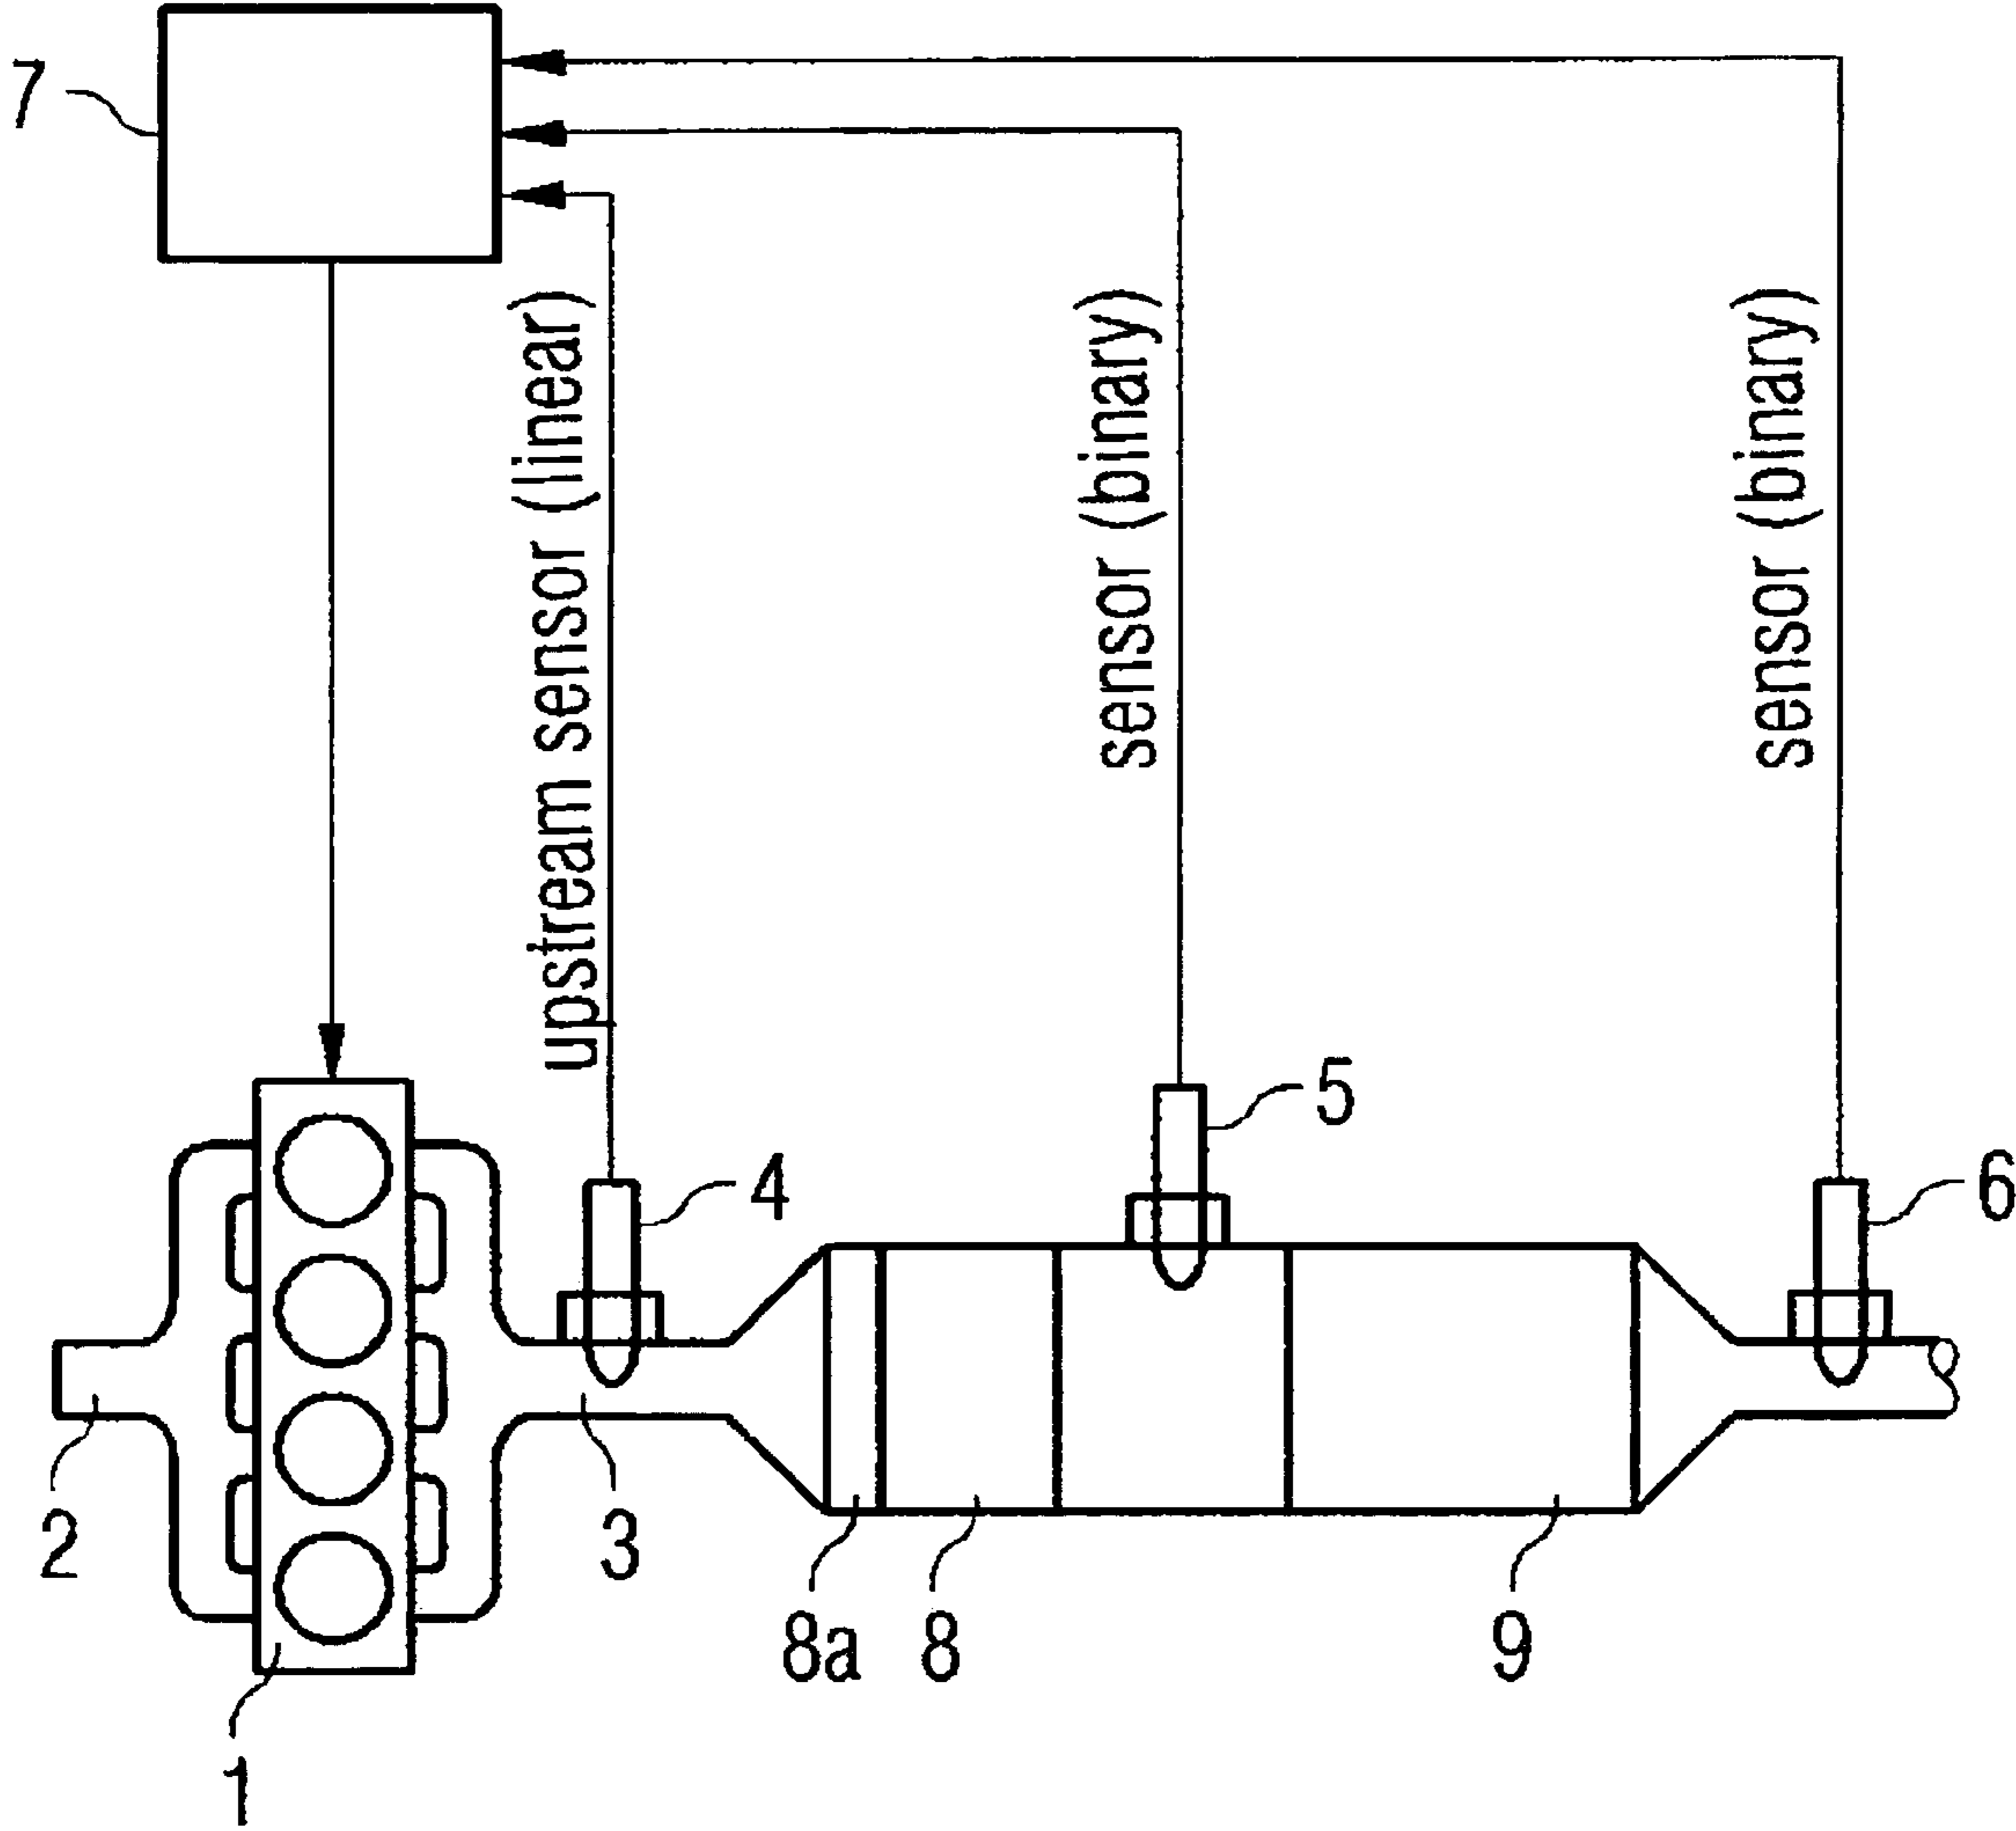 7
upstream sensor (linear)
sensor (binary)
sensor (binary)
5
4
6
2
3
8a
8
9
1